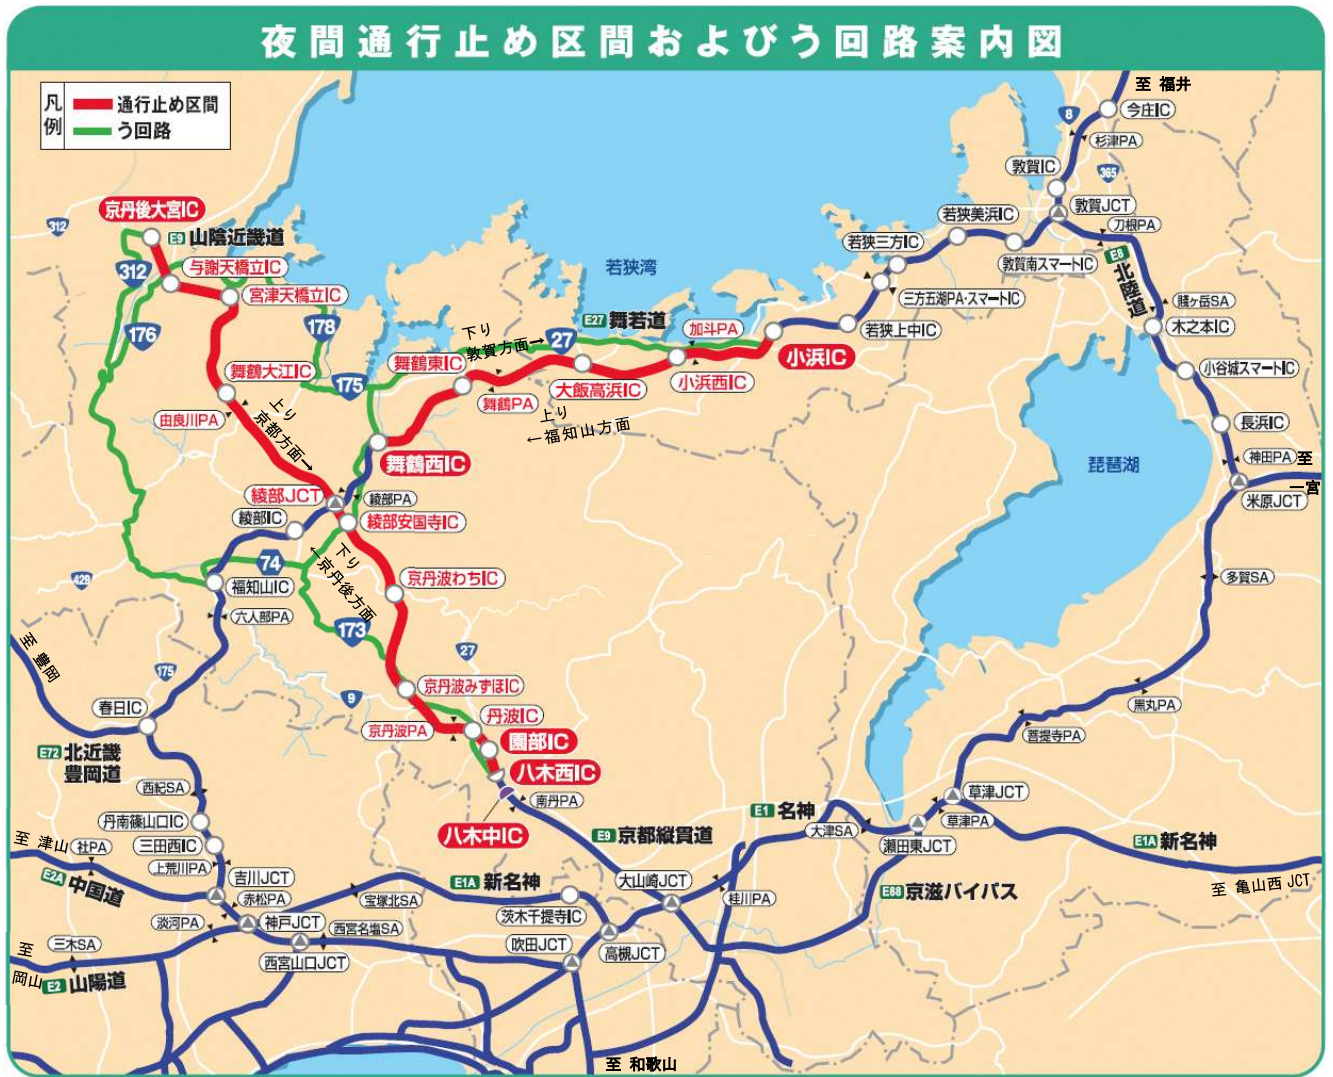 夜間通行止め区間およびう回路案内図
凡例
通行止め区間
う回路
至 福井
今庄IC
8
杉津PA
敦賀IC
365
敦賀JCT
刀根PA
若狭美浜IC
敦賀南スマートIC
若狭三方IC
三方五湖PA・スマートIC
若狭上中IC
E8 北陸道
賤ヶ岳SA
木之本IC
小谷城スマートIC
長浜IC
神田PA
至 一宮
米原JCT
多賀SA
黒丸PA
菩提寺PA
京丹後大宮IC
312
E9 山陰近畿道
312
与謝天橋立IC
宮津天橋立IC
176
178
若狭湾
E27 舞若道
下り
敦賀方面→
27
加斗PA
小浜IC
小浜西IC
大飯高浜IC
舞鶴東IC
舞鶴PA
上り
←福知山方面
舞鶴大江IC
175
由良川PA
上り
京都方面→
舞鶴西IC
綾部JCT
綾部PA
綾部IC
綾部安国寺IC
琵琶湖
74
下り
←京丹後方面
429
福知山IC
京丹波わちIC
六人部PA
173
27
至 豊岡
175
9
京丹波みずほIC
春日IC
丹波IC
京丹波PA
園部IC
八木西IC
E72 北近畿豊岡道
南丹PA
八木中IC
西紀SA
E9 京都縦貫道
E1 名神
大津SA
草津JCT
草津PA
瀬田東JCT
E1A 新名神
至 亀山西 JCT
E88 京滋バイパス
丹南篠山口IC
三田西IC
至 津山
社PA
上荒川PA
E2A 中国道
吉川JCT
赤松PA
E1A 新名神
大山崎JCT
桂川PA
宝塚北SA
茨木千提寺IC
淡河PA
神戸JCT
西宮名塩SA
吹田JCT
高槻JCT
西宮山口JCT
三木SA
至 岡山
E2 山陽道
至 和歌山